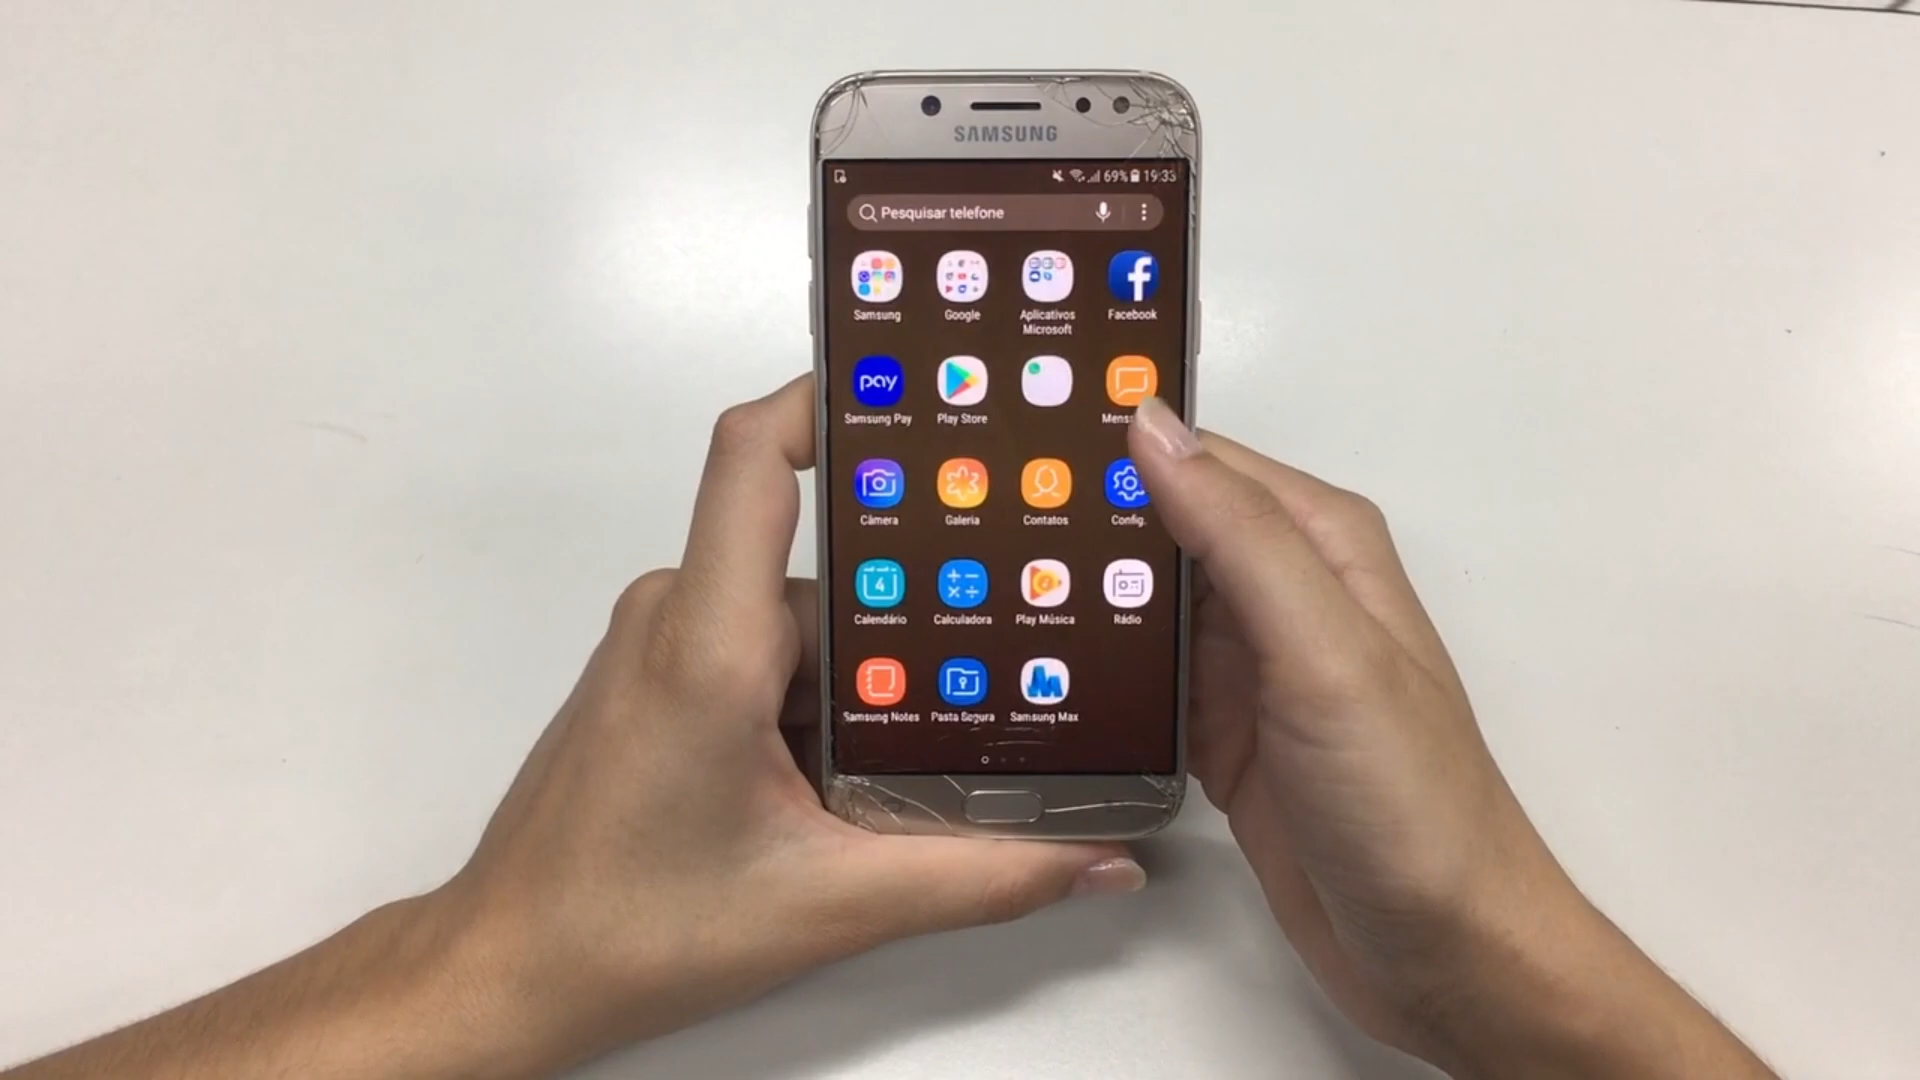 SAMSUNG
69% 19:33
Pesquisar telefone
Samsung
Google
Aplicativos
Microsoft
Facebook
pay
Samsung Pay
Play Store
Câmera
Galeria
Contatos
Config.
4
Calendário
Calculadora
Play Música
Rádio
Samsung Notes
Pasta Segura
Samsung Max